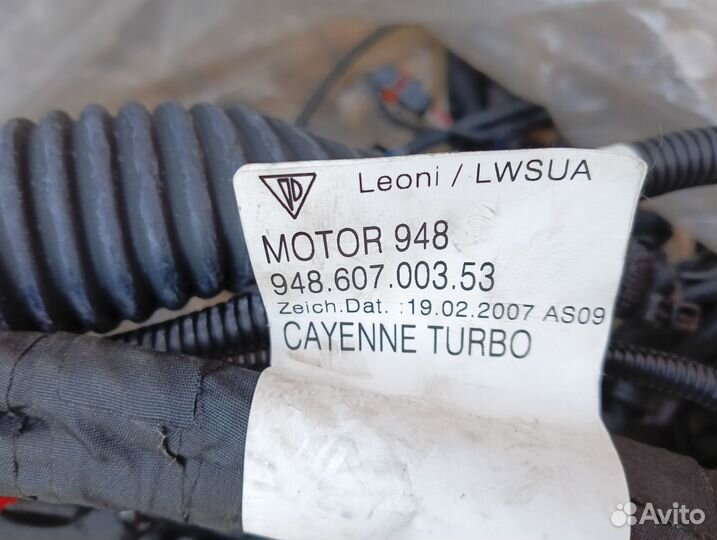 Leoni / LWSUA
MOTOR 948
948.607.003.53
Zeich.Dat. :19.02.2007 AS09
CAYENNE TURBO
Avito